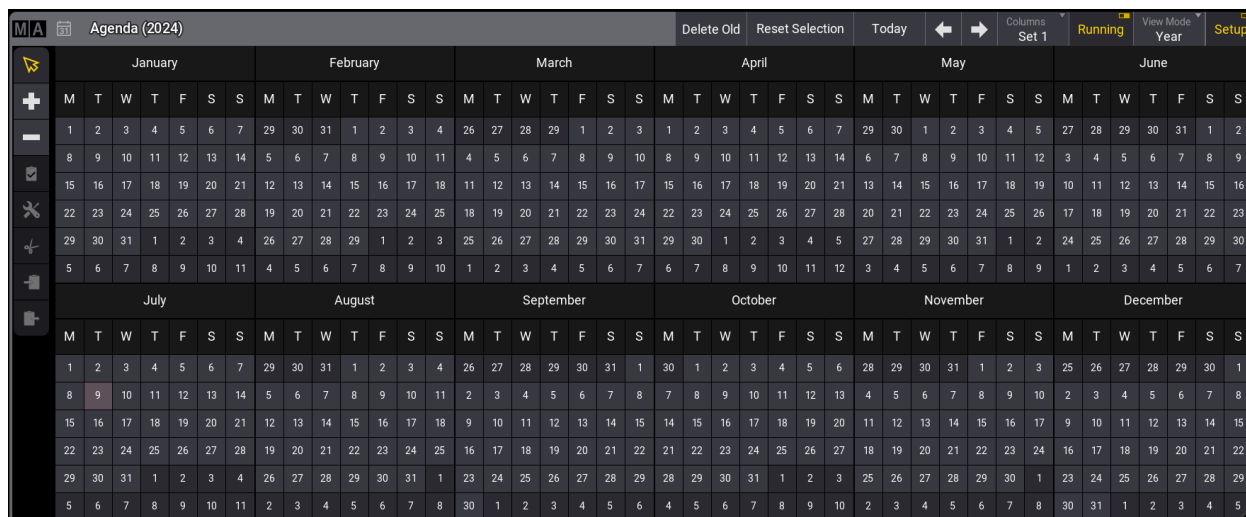 MA Agenda (2024) Delete Old Reset Selection Today Columns Set 1 Running View Mode Year Setup
January February March April May June
M T W T F S S M T W T F S S M T W T F S S M T W T F S S M T W T F S S M T W T F S S
1 2 3 4 5 6 7 29 30 31 1 2 3 4 26 27 28 29 1 2 3 1 2 3 4 5 6 7 29 30 1 2 3 4 5 27 28 29 30 31 1 2
8 9 10 11 12 13 14 5 6 7 8 9 10 11 4 5 6 7 8 9 10 8 9 10 11 12 13 14 6 7 8 9 10 11 12 3 4 5 6 7 8 9
15 16 17 18 19 20 21 12 13 14 15 16 17 18 11 12 13 14 15 16 17 15 16 17 18 19 20 21 13 14 15 16 17 18 19 10 11 12 13 14 15 16
22 23 24 25 26 27 28 19 20 21 22 23 24 25 18 19 20 21 22 23 24 22 23 24 25 26 27 28 20 21 22 23 24 25 26 17 18 19 20 21 22 23
29 30 31 1 2 3 4 26 27 28 29 1 2 3 25 26 27 28 29 30 31 29 30 1 2 3 4 5 27 28 29 30 31 1 2 24 25 26 27 28 29 30
5 6 7 8 9 10 11 4 5 6 7 8 9 10 1 2 3 4 5 6 7 6 7 8 9 10 11 12 3 4 5 6 7 8 9 1 2 3 4 5 6 7
July August September October November December
M T W T F S S M T W T F S S M T W T F S S M T W T F S S M T W T F S S M T W T F S S
1 2 3 4 5 6 7 29 30 31 1 2 3 4 26 27 28 29 30 31 1 30 1 2 3 4 5 6 28 29 30 31 1 2 3 25 26 27 28 29 30 1
8 9 10 11 12 13 14 5 6 7 8 9 10 11 2 3 4 5 6 7 8 7 8 9 10 11 12 13 4 5 6 7 8 9 10 2 3 4 5 6 7 8
15 16 17 18 19 20 21 12 13 14 15 16 17 18 9 10 11 12 13 14 15 14 15 16 17 18 19 20 11 12 13 14 15 16 17 9 10 11 12 13 14 15
22 23 24 25 26 27 28 19 20 21 22 23 24 25 16 17 18 19 20 21 22 21 22 23 24 25 26 27 18 19 20 21 22 23 24 16 17 18 19 20 21 22
29 30 31 1 2 3 4 26 27 28 29 30 31 1 23 24 25 26 27 28 29 28 29 30 31 1 2 3 25 26 27 28 29 30 1 23 24 25 26 27 28 29
5 6 7 8 9 10 11 2 3 4 5 6 7 8 30 1 2 3 4 5 6 4 5 6 7 8 9 10 2 3 4 5 6 7 8 30 31 1 2 3 4 5